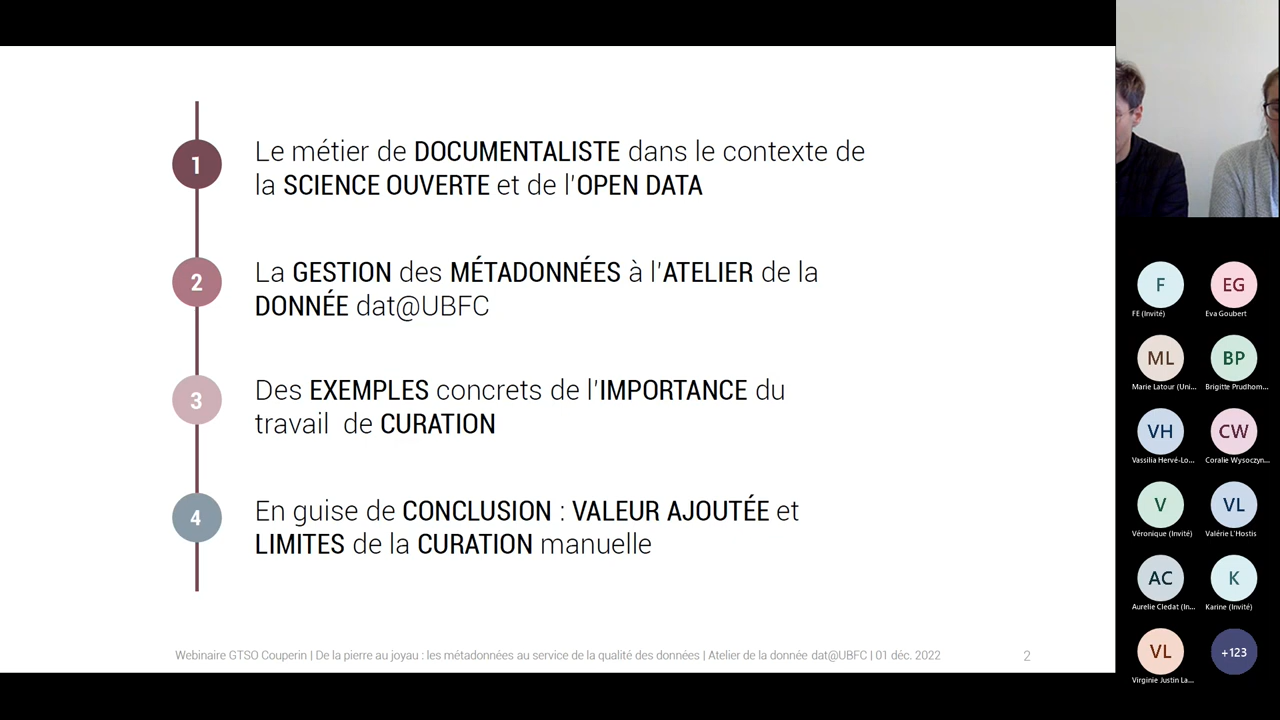 1
Le métier de DOCUMENTALISTE dans le contexte de
la SCIENCE OUVERTE et de l'OPEN DATA
2
La GESTION des MÉTADONNÉES à l'ATELIER de la
DONNÉE dat@UBFC
3
Des EXEMPLES concrets de l'IMPORTANCE du
travail  de CURATION
4
En guise de CONCLUSION : VALEUR AJOUTÉE et
LIMITES de la CURATION manuelle
Webinaire GTSO Couperin | De la pierre au joyau : les métadonnées au service de la qualité des données | Atelier de la donnée dat@UBFC | 01 déc. 2022
2
F
EG
FE (Invité)
Eva Goubert
ML
BP
Marie Latour (Uni...
Brigitte Prudhom...
VH
CW
Vassilia Hervé-Lo...
Coralie Wysoczyn...
V
VL
Véronique (Invité)
Valérie L'Hostis
AC
K
Aurelie Cledat (In...
Karine (Invité)
VL
+123
Virginie Justin La...